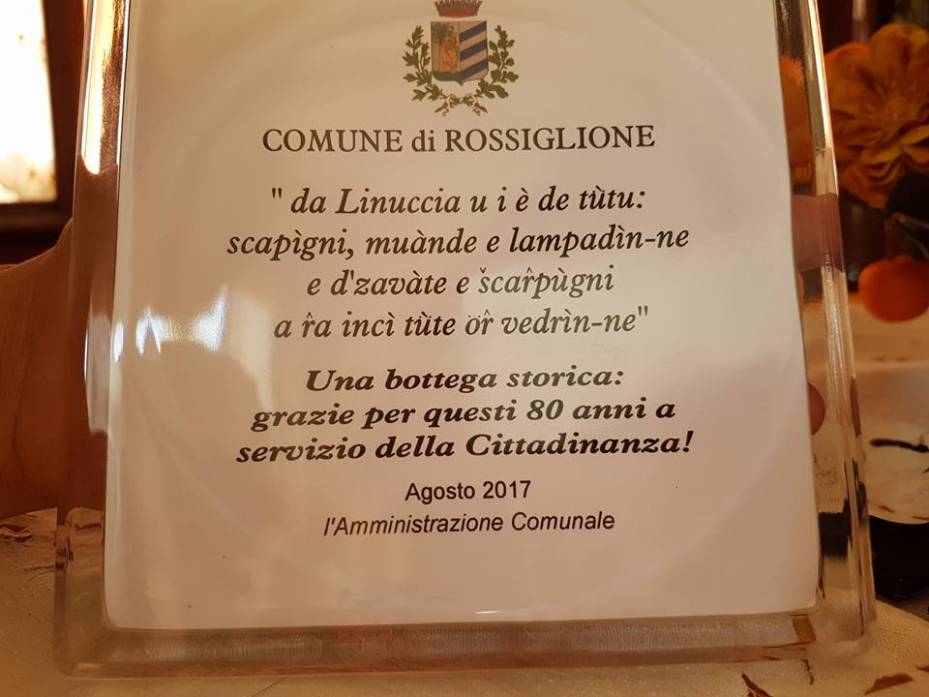 COMUNE di ROSSIGLIONE
" da Linuccia u i è de tùtu:
scapìgni, muànde e lampadìn-ne
e d'zavàte e šcar̂pùgni
a r̂a incì tùte or̂ vedrìn-ne"
Una bottega storica:
grazie per questi 80 anni a
servizio della Cittadinanza!
Agosto 2017
l'Amministrazione Comunale